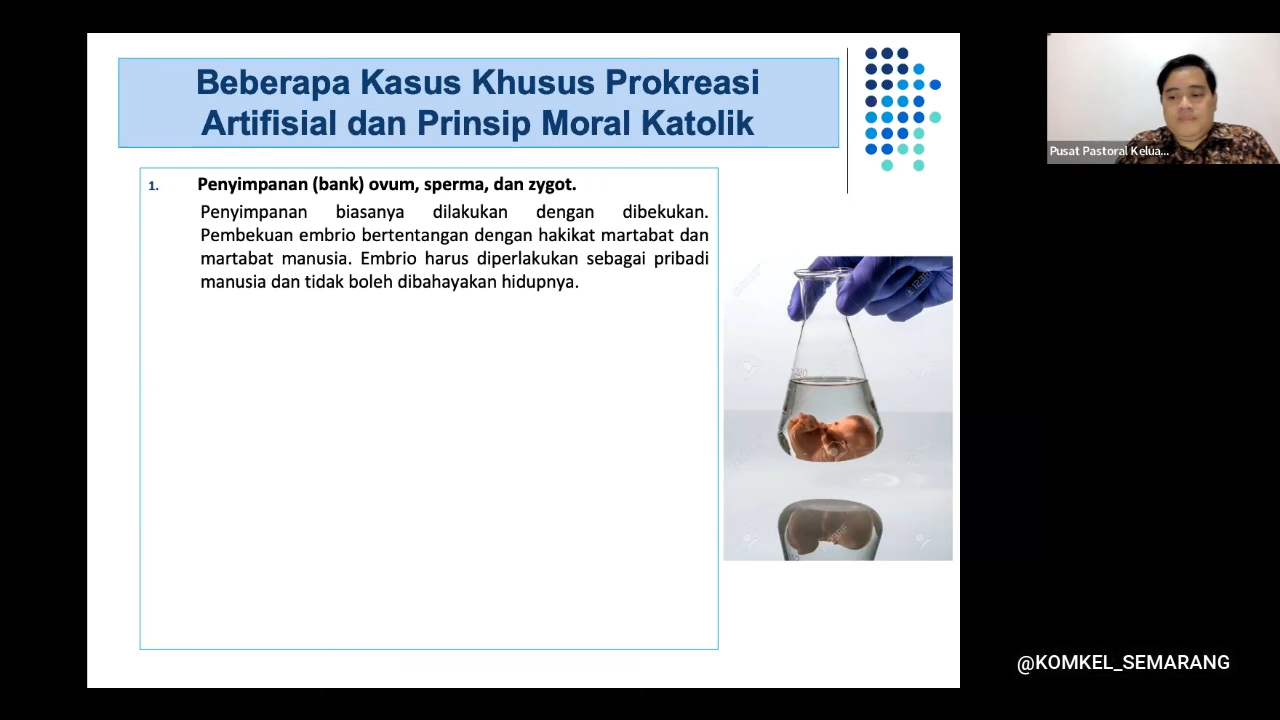 Beberapa Kasus Khusus Prokreasi
Artifisial dan Prinsip Moral Katolik
1. Penyimpanan (bank) ovum, sperma, dan zygot.
Penyimpanan biasanya dilakukan dengan dibekukan.
Pembekuan embrio bertentangan dengan hakikat martabat dan
martabat manusia. Embrio harus diperlakukan sebagai pribadi
manusia dan tidak boleh dibahayakan hidupnya.
Pusat Pastoral Kelua...
@KOMKEL_SEMARANG